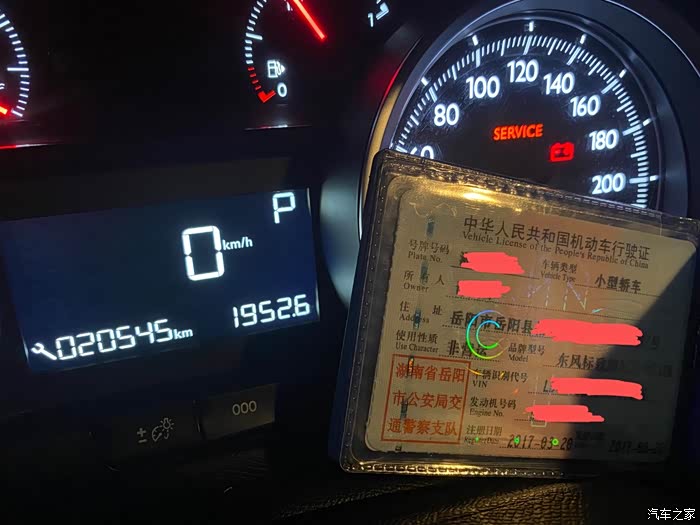 0
80
100
120
140
160
180
200
SERVICE
P
0 km/h
020545 km 1952.6
000
中华人民共和国机动车行驶证
Vehicle License of the People's Republic of China
号牌号码
Plate No.
车辆类型 小型轿车
Vehicle Type
所有人
Owner
住址 岳阳 岳阳县
Address
使用性质
Use Character
品牌型号 东风标
Model
湖南省岳阳
市公安局交
通警察支队
车辆识别代号
VIN
发动机号码
Engine No.
注册日期 2017-03-20
Register Date
汽车之家